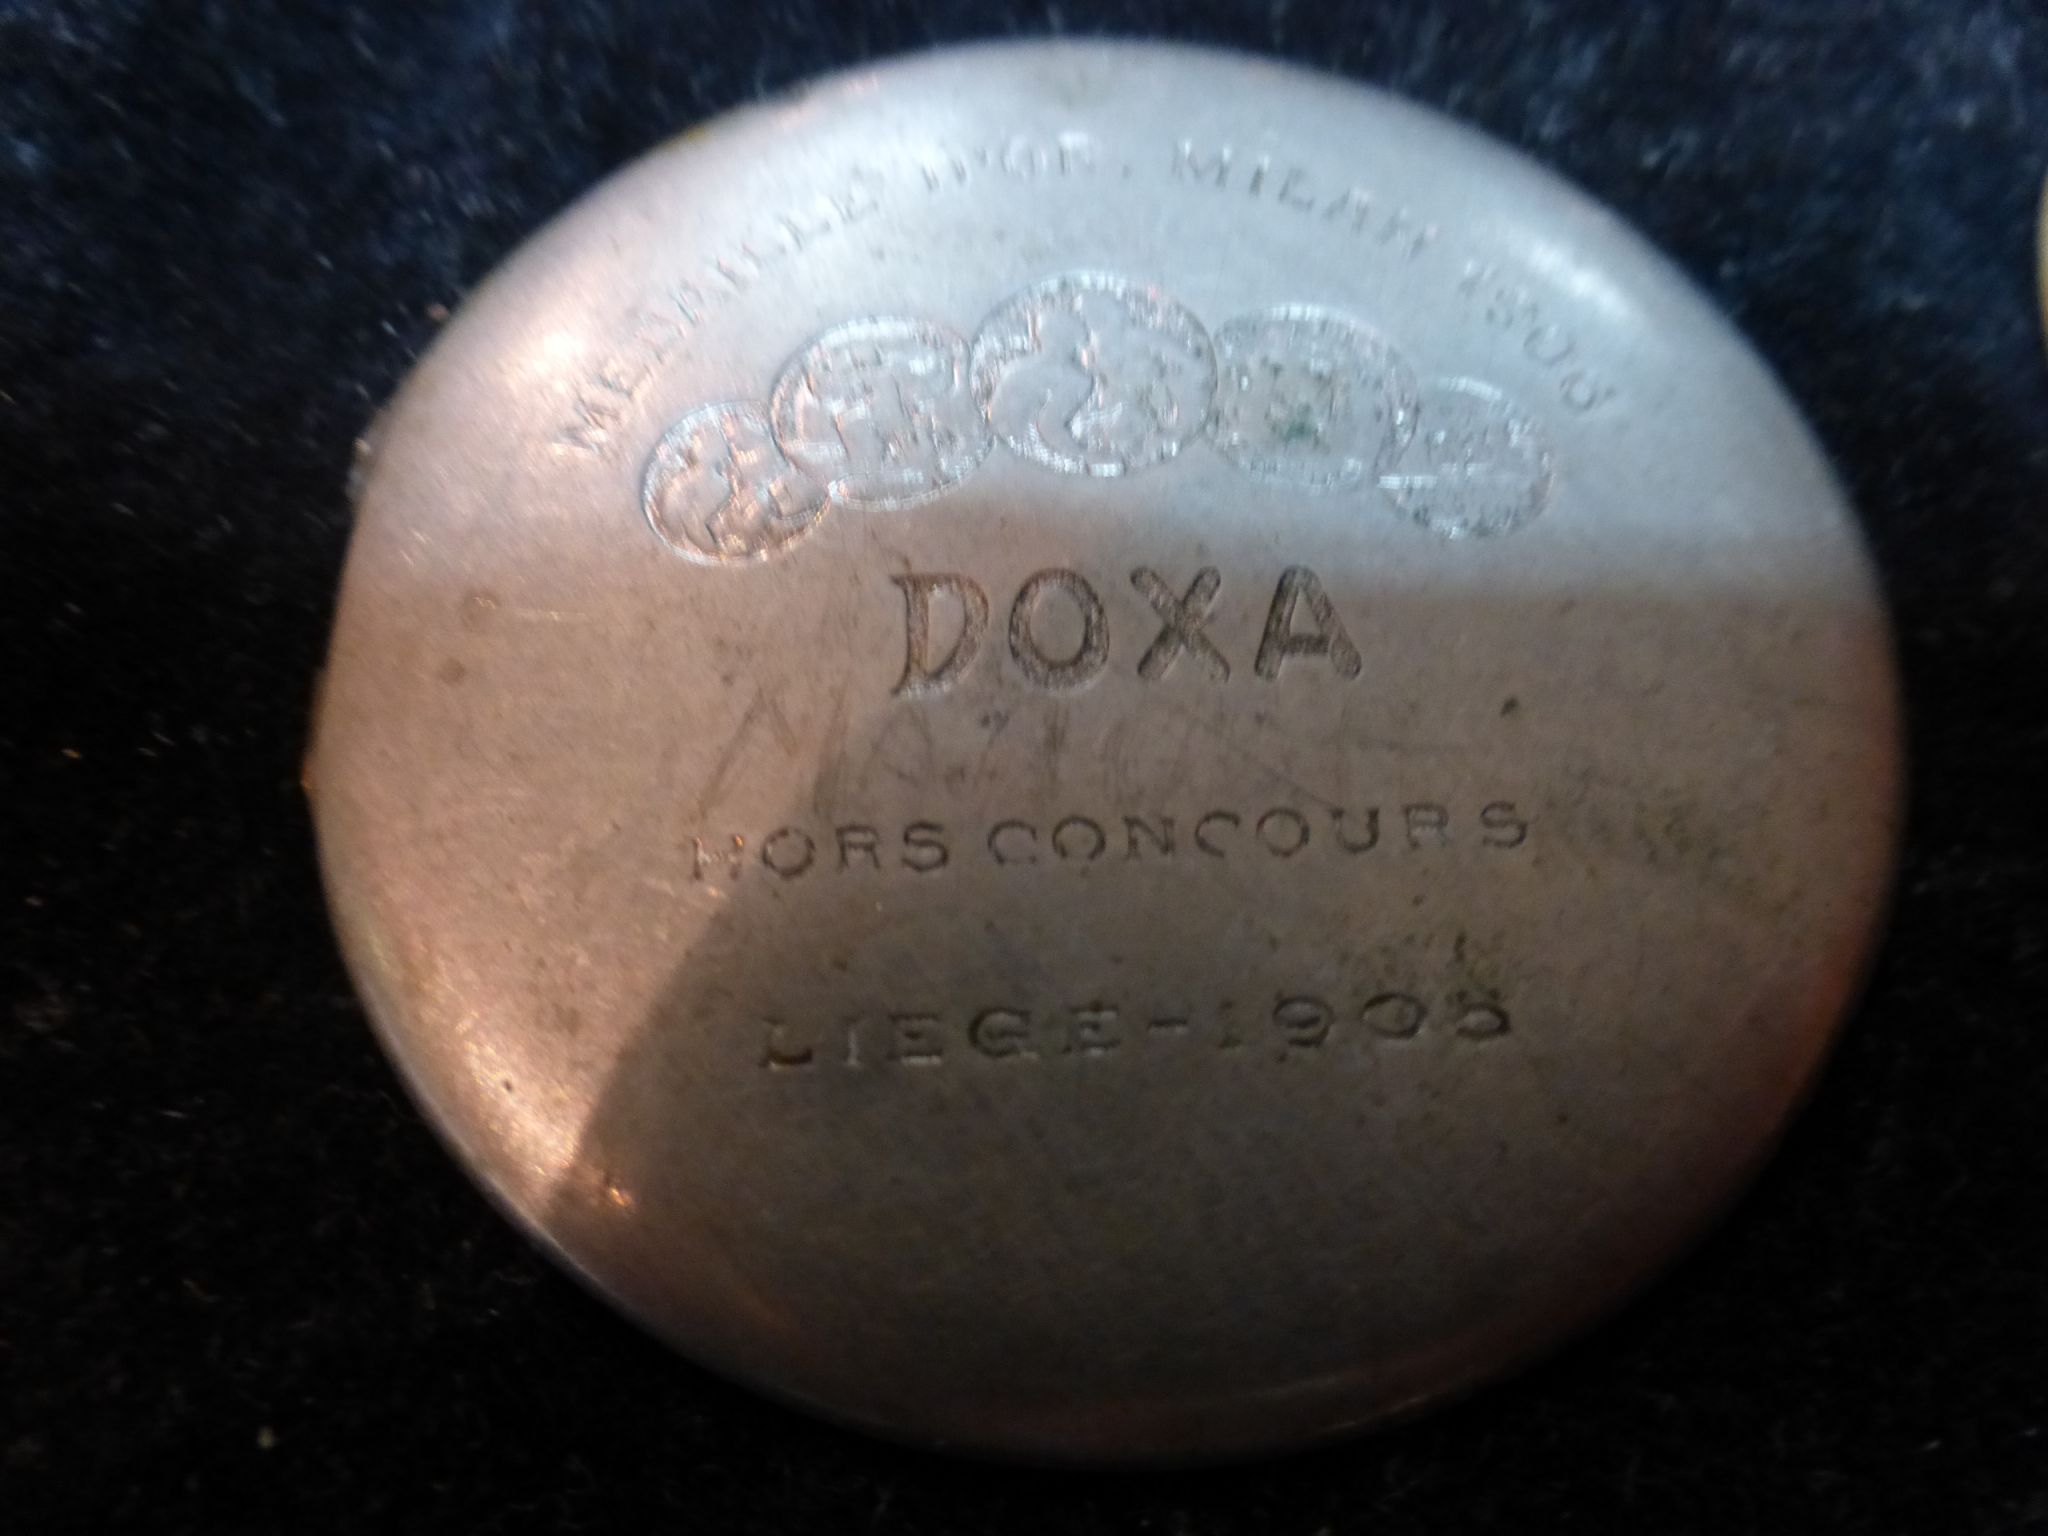 MEDAILLE D'OR. MILAN 1906
DOXA
HORS CONCOURS
LIEGE-1905